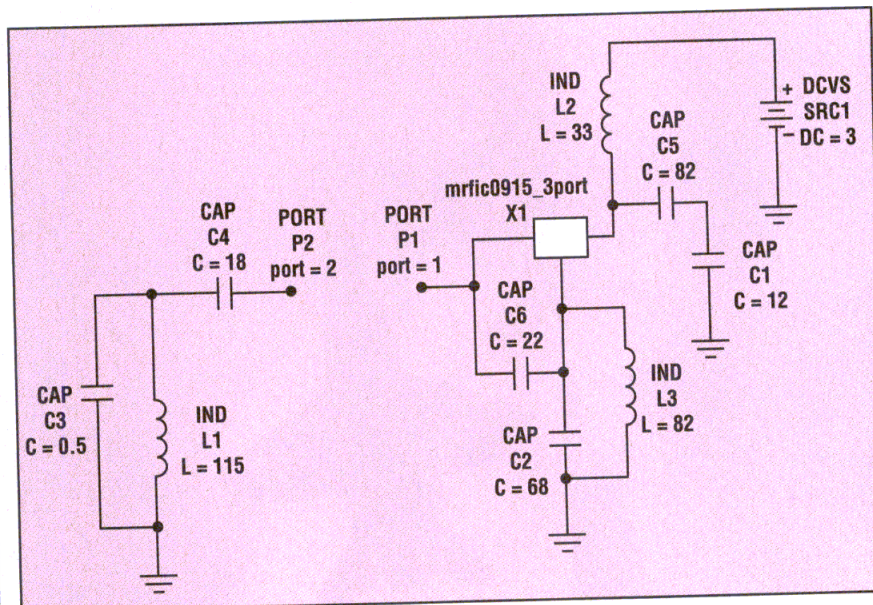 IND
L2
L = 33
+ DCVS
SRC1
− DC = 3
CAP
C5
C = 82
mrfic0915_3port
X1
CAP
C4
C = 18
PORT
P2
port = 2
PORT
P1
port = 1
CAP
C1
C = 12
CAP
C6
C = 22
CAP
C3
C = 0.5
IND
L1
L = 115
IND
L3
L = 82
CAP
C2
C = 68